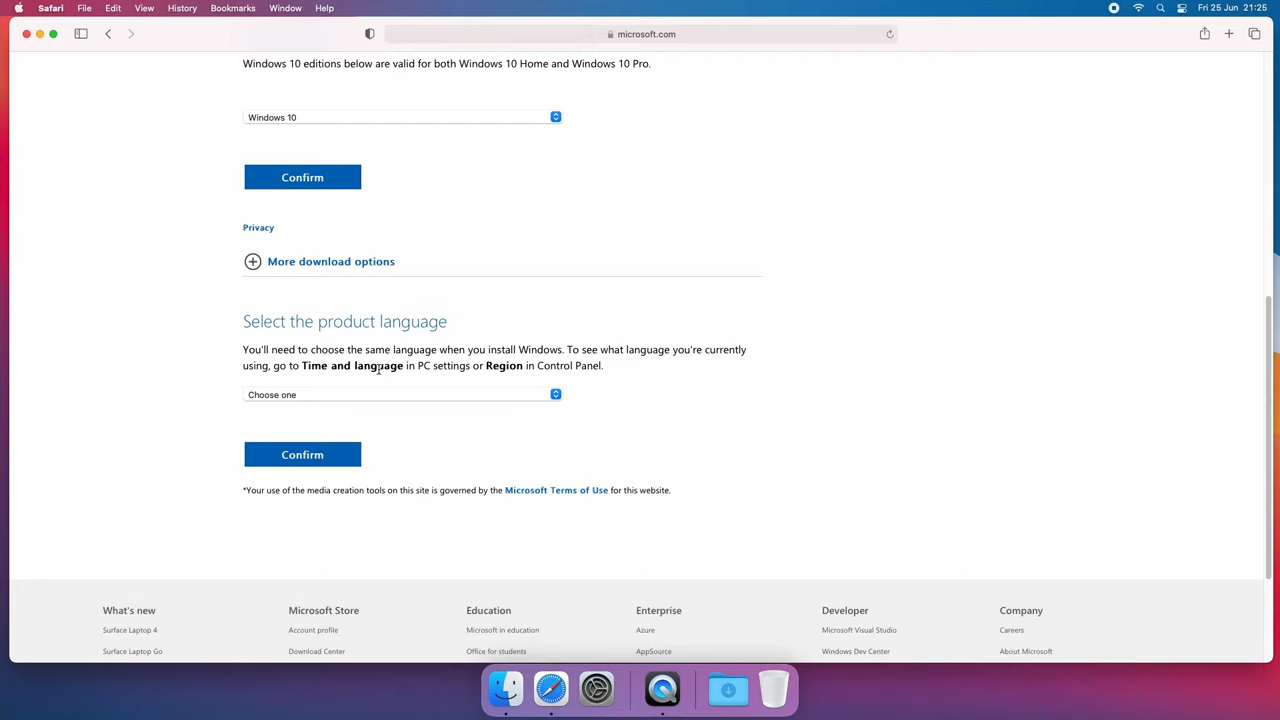 Safari File Edit View History Bookmarks Window Help Fri 25 Jun 21:25
microsoft.com
Windows 10 editions below are valid for both Windows 10 Home and Windows 10 Pro.
Windows 10
Confirm
Privacy
More download options
Select the product language
You'll need to choose the same language when you install Windows. To see what language you're currently
using, go to Time and language in PC settings or Region in Control Panel.
Choose one
Confirm
*Your use of the media creation tools on this site is governed by the Microsoft Terms of Use for this website.
What's new Microsoft Store Education Enterprise Developer Company
Surface Laptop 4 Account profile Microsoft in education Azure Microsoft Visual Studio Careers
Surface Laptop Go Download Center Office for students AppSource Windows Dev Center About Microsoft